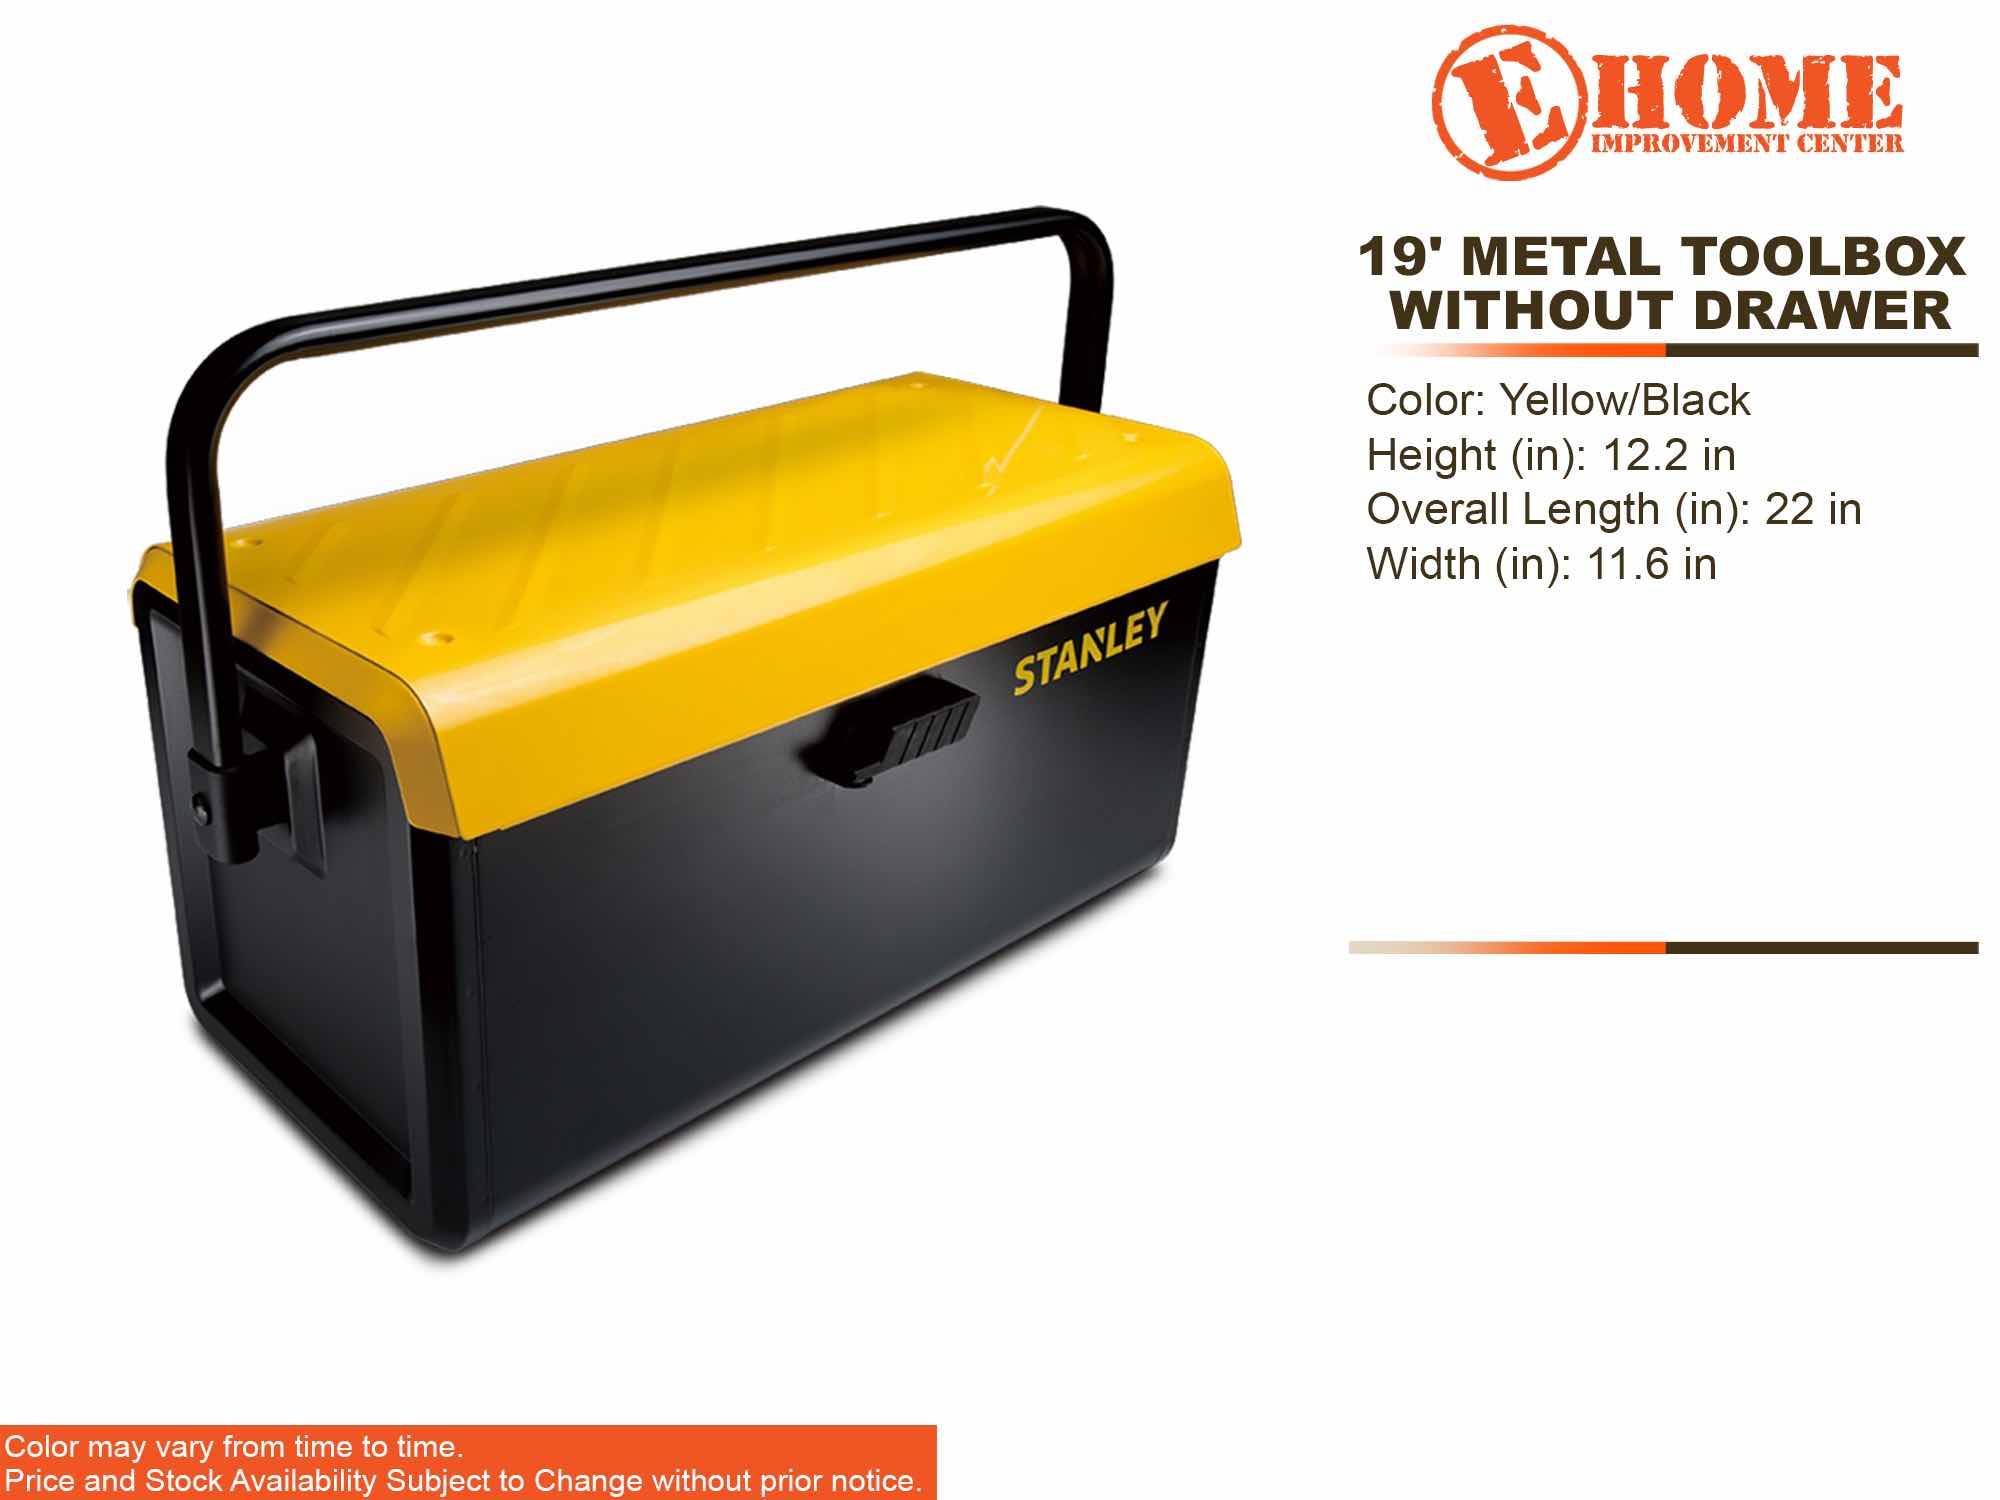 E HOME
IMPROVEMENT CENTER
19' METAL TOOLBOX
WITHOUT DRAWER
Color: Yellow/Black
Height (in): 12.2 in
Overall Length (in): 22 in
Width (in): 11.6 in
STANLEY
Color may vary from time to time.
Price and Stock Availability Subject to Change without prior notice.